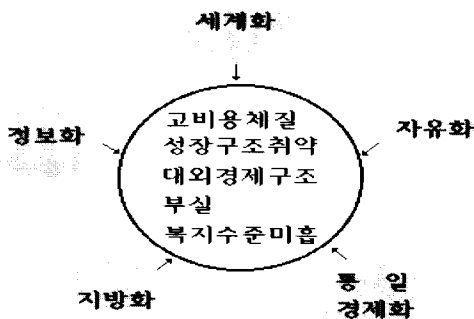 세계화
정보화
자유화
고비용체질
성장구조취약
대외경제구조
부실
복지수준미흡
지방화
통 일
경제화